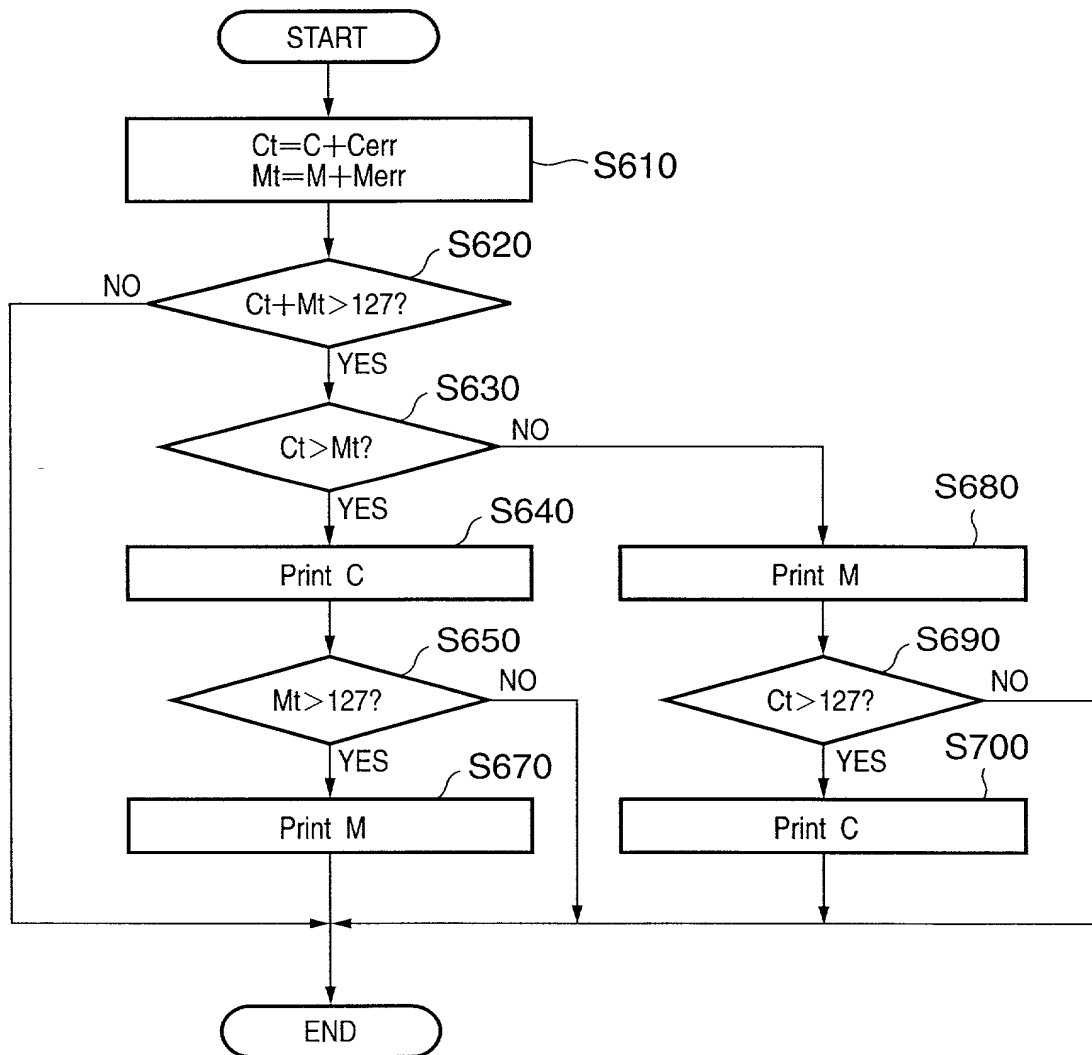 START
Ct=C+Cerr
Mt=M+Merr
S610
S620
NO
Ct+Mt>127?
YES
S630
Ct>Mt?
NO
YES
S640
Print C
S680
Print M
S650
Mt>127?
NO
YES
S690
Ct>127?
NO
YES
S670
Print M
S700
Print C
END